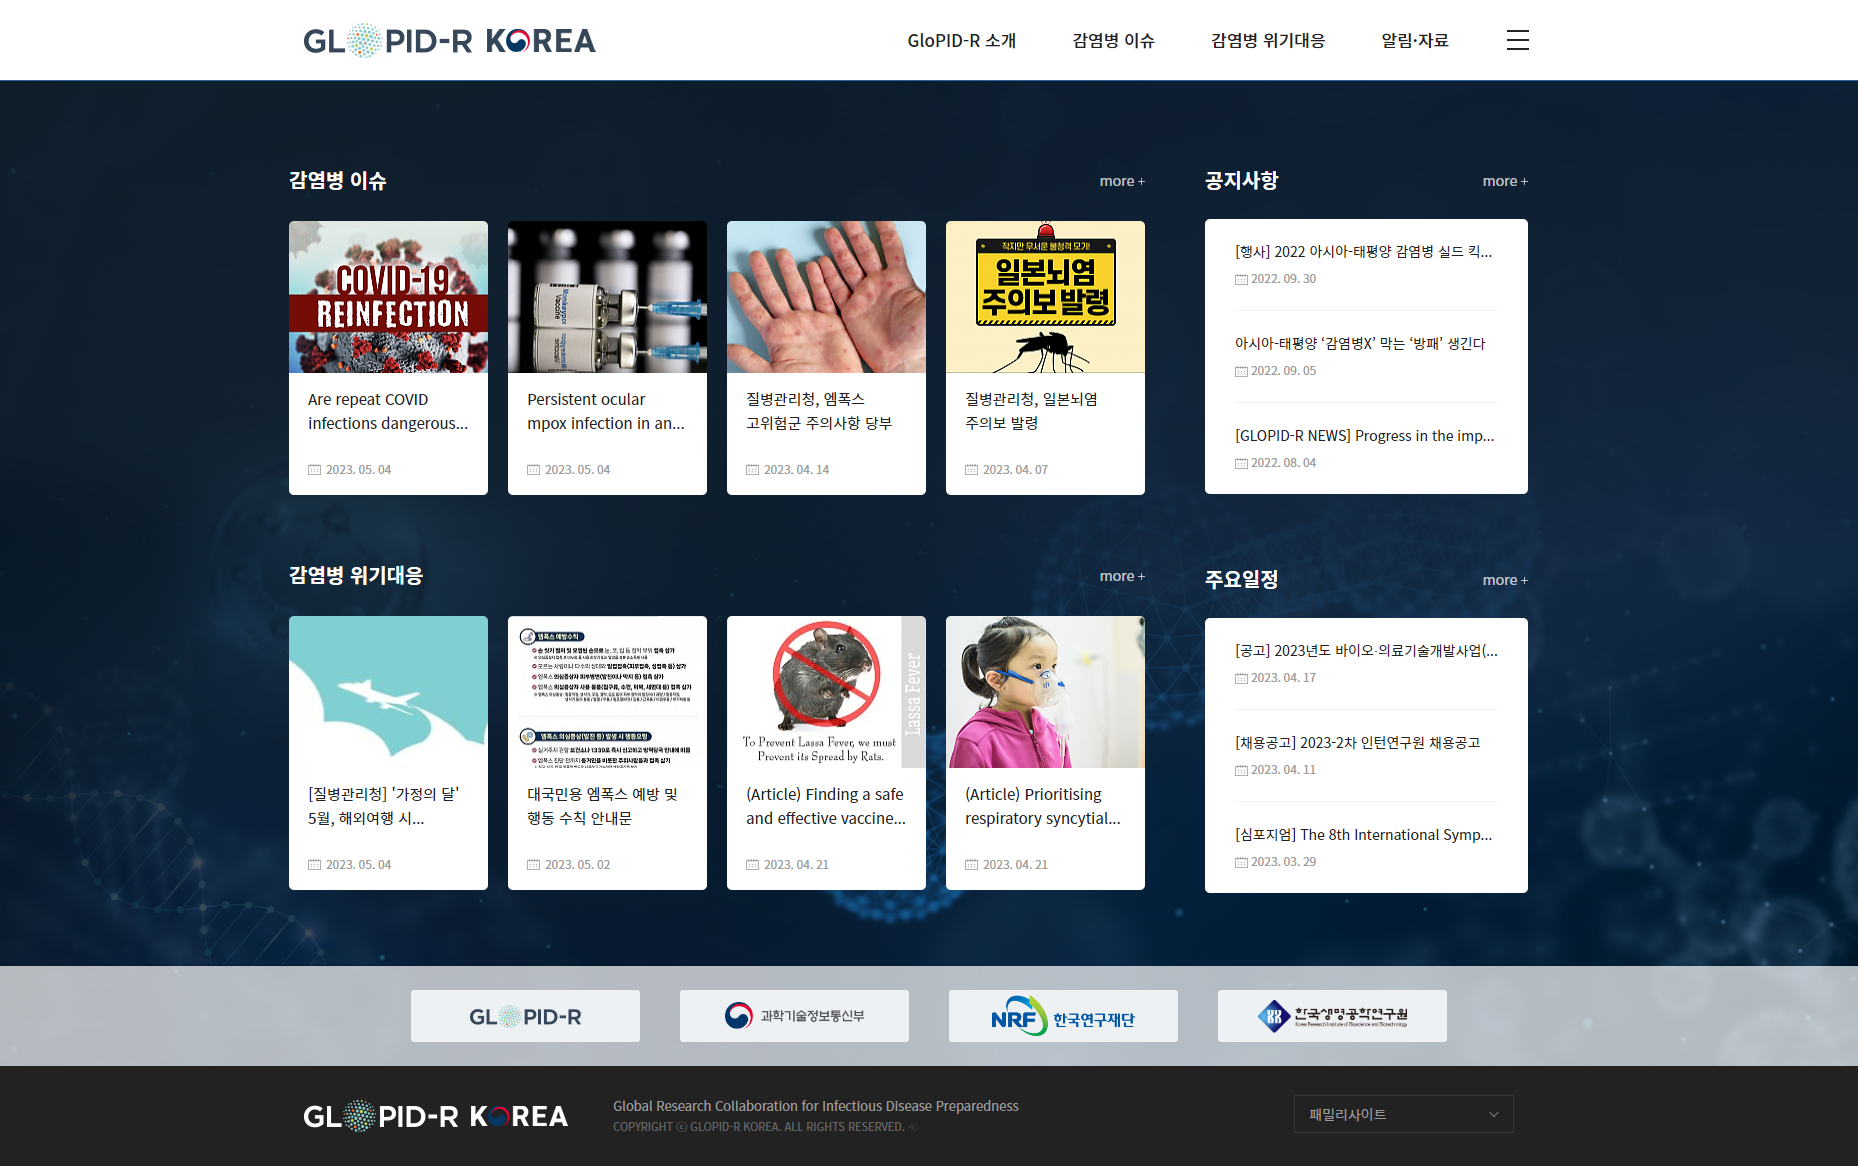 GLOPID-R KOREA
GloPID-R 소개
감염병 이슈
감염병 위기대응
알림·자료
감염병 이슈
more +
COVID-19
REINFECTION
Are repeat COVID
infections dangerous...
2023. 05. 04
Monkeypox
Vaccine
Persistent ocular
mpox infection in an...
2023. 05. 04
질병관리청, 엠폭스
고위험군 주의사항 당부
2023. 04. 14
작지만 무서운 불청객 모기!
일본뇌염
주의보 발령
질병관리청, 일본뇌염
주의보 발령
2023. 04. 07
공지사항
more +
[행사] 2022 아시아-태평양 감염병 실드 킥...
2022. 09. 30
아시아-태평양 ‘감염병X’ 막는 ‘방패’ 생긴다
2022. 09. 05
[GLOPID-R NEWS] Progress in the imp...
2022. 08. 04
감염병 위기대응
more +
[질병관리청] '가정의 달'
5월, 해외여행 시...
2023. 05. 04
엠폭스 예방수칙
엠폭스 의심증상(발진 등) 발생 시 행동요령
대국민용 엠폭스 예방 및
행동 수칙 안내문
2023. 05. 02
Lassa Fever
To Prevent Lassa Fever, we must
Prevent its Spread by Rats.
(Article) Finding a safe
and effective vaccine...
2023. 04. 21
(Article) Prioritising
respiratory syncytial...
2023. 04. 21
주요일정
more +
[공고] 2023년도 바이오·의료기술개발사업(...
2023. 04. 17
[채용공고] 2023-2차 인턴연구원 채용공고
2023. 04. 11
[심포지엄] The 8th International Symp...
2023. 03. 29
GLOPID-R
과학기술정보통신부
NRF 한국연구재단
한국생명공학연구원
Korea Research Institute of Bioscience and Biotechnology
GLOPID-R KOREA
Global Research Collaboration for Infectious Disease Preparedness
COPYRIGHT ⓒ GLOPID-R KOREA. ALL RIGHTS RESERVED.
패밀리사이트